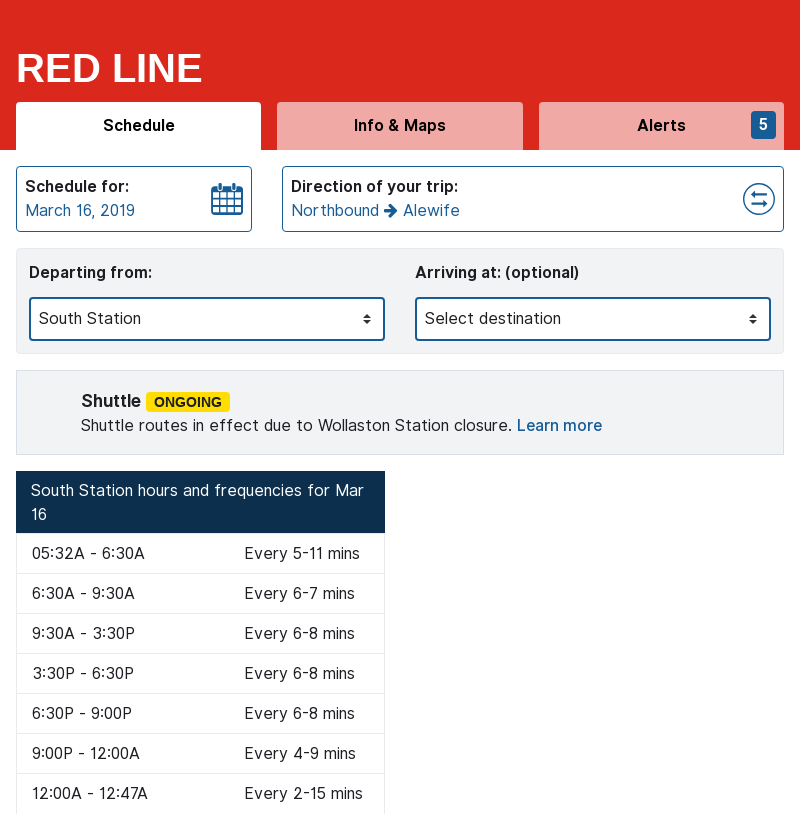 RED LINE
Schedule
Info & Maps
Alerts
5
Schedule for:
March 16, 2019
Direction of your trip:
Northbound → Alewife
Departing from:
South Station
Arriving at: (optional)
Select destination
Shuttle ONGOING
Shuttle routes in effect due to Wollaston Station closure. Learn more
South Station hours and frequencies for Mar
16
05:32A - 6:30A Every 5-11 mins
6:30A - 9:30A Every 6-7 mins
9:30A - 3:30P Every 6-8 mins
3:30P - 6:30P Every 6-8 mins
6:30P - 9:00P Every 6-8 mins
9:00P - 12:00A Every 4-9 mins
12:00A - 12:47A Every 2-15 mins